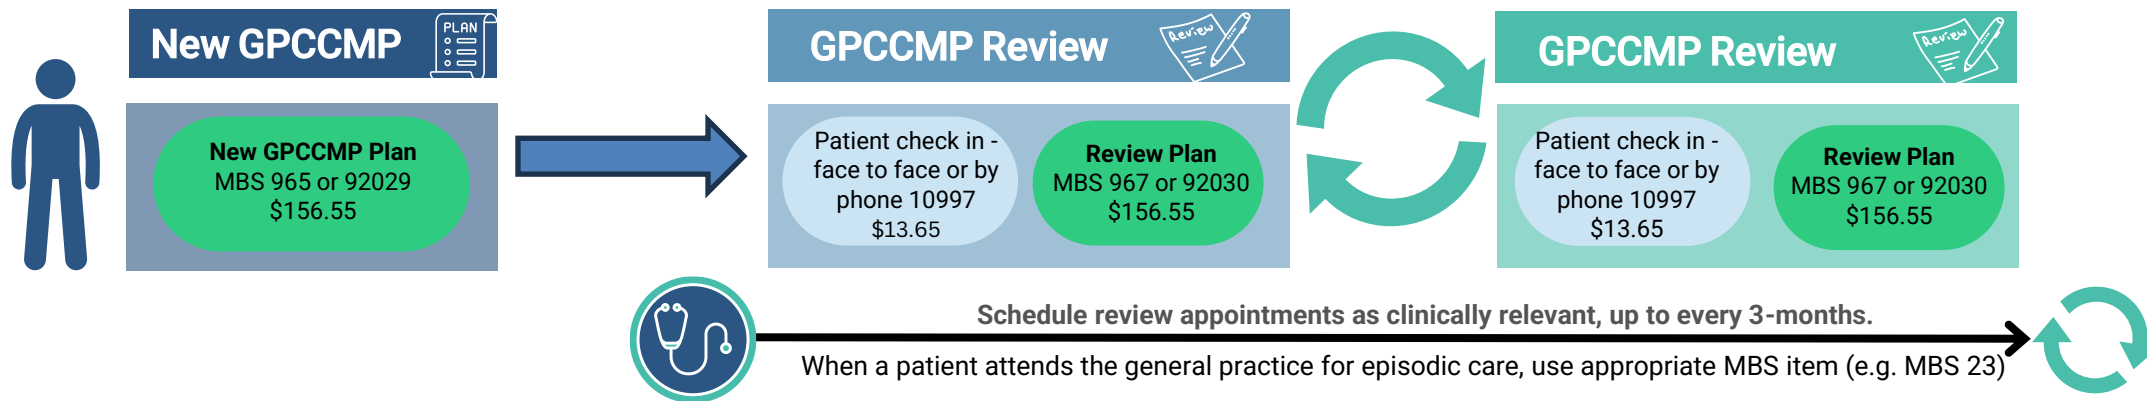 New GPCCMP
PLAN
New GPCCMP Plan
MBS 965 or 92029
$156.55
GPCCMP Review
Review
Patient check in -
face to face or by
phone 10997
$13.65
Review Plan
MBS 967 or 92030
$156.55
GPCCMP Review
Review
Patient check in -
face to face or by
phone 10997
$13.65
Review Plan
MBS 967 or 92030
$156.55
Schedule review appointments as clinically relevant, up to every 3-months.
When a patient attends the general practice for episodic care, use appropriate MBS item (e.g. MBS 23)